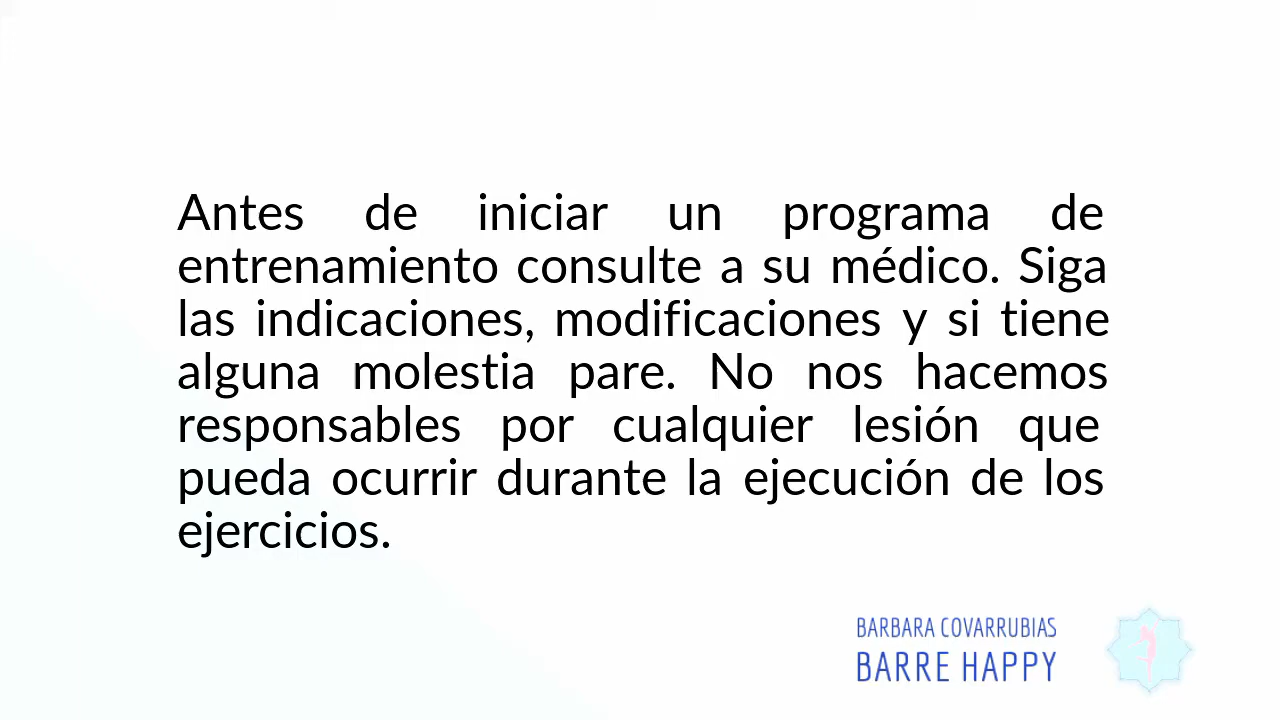 Antes de iniciar un programa de
entrenamiento consulte a su médico. Siga
las indicaciones, modificaciones y si tiene
alguna molestia pare. No nos hacemos
responsables por cualquier lesión que
pueda ocurrir durante la ejecución de los
ejercicios.
BARBARA COVARRUBIAS
BARRE HAPPY